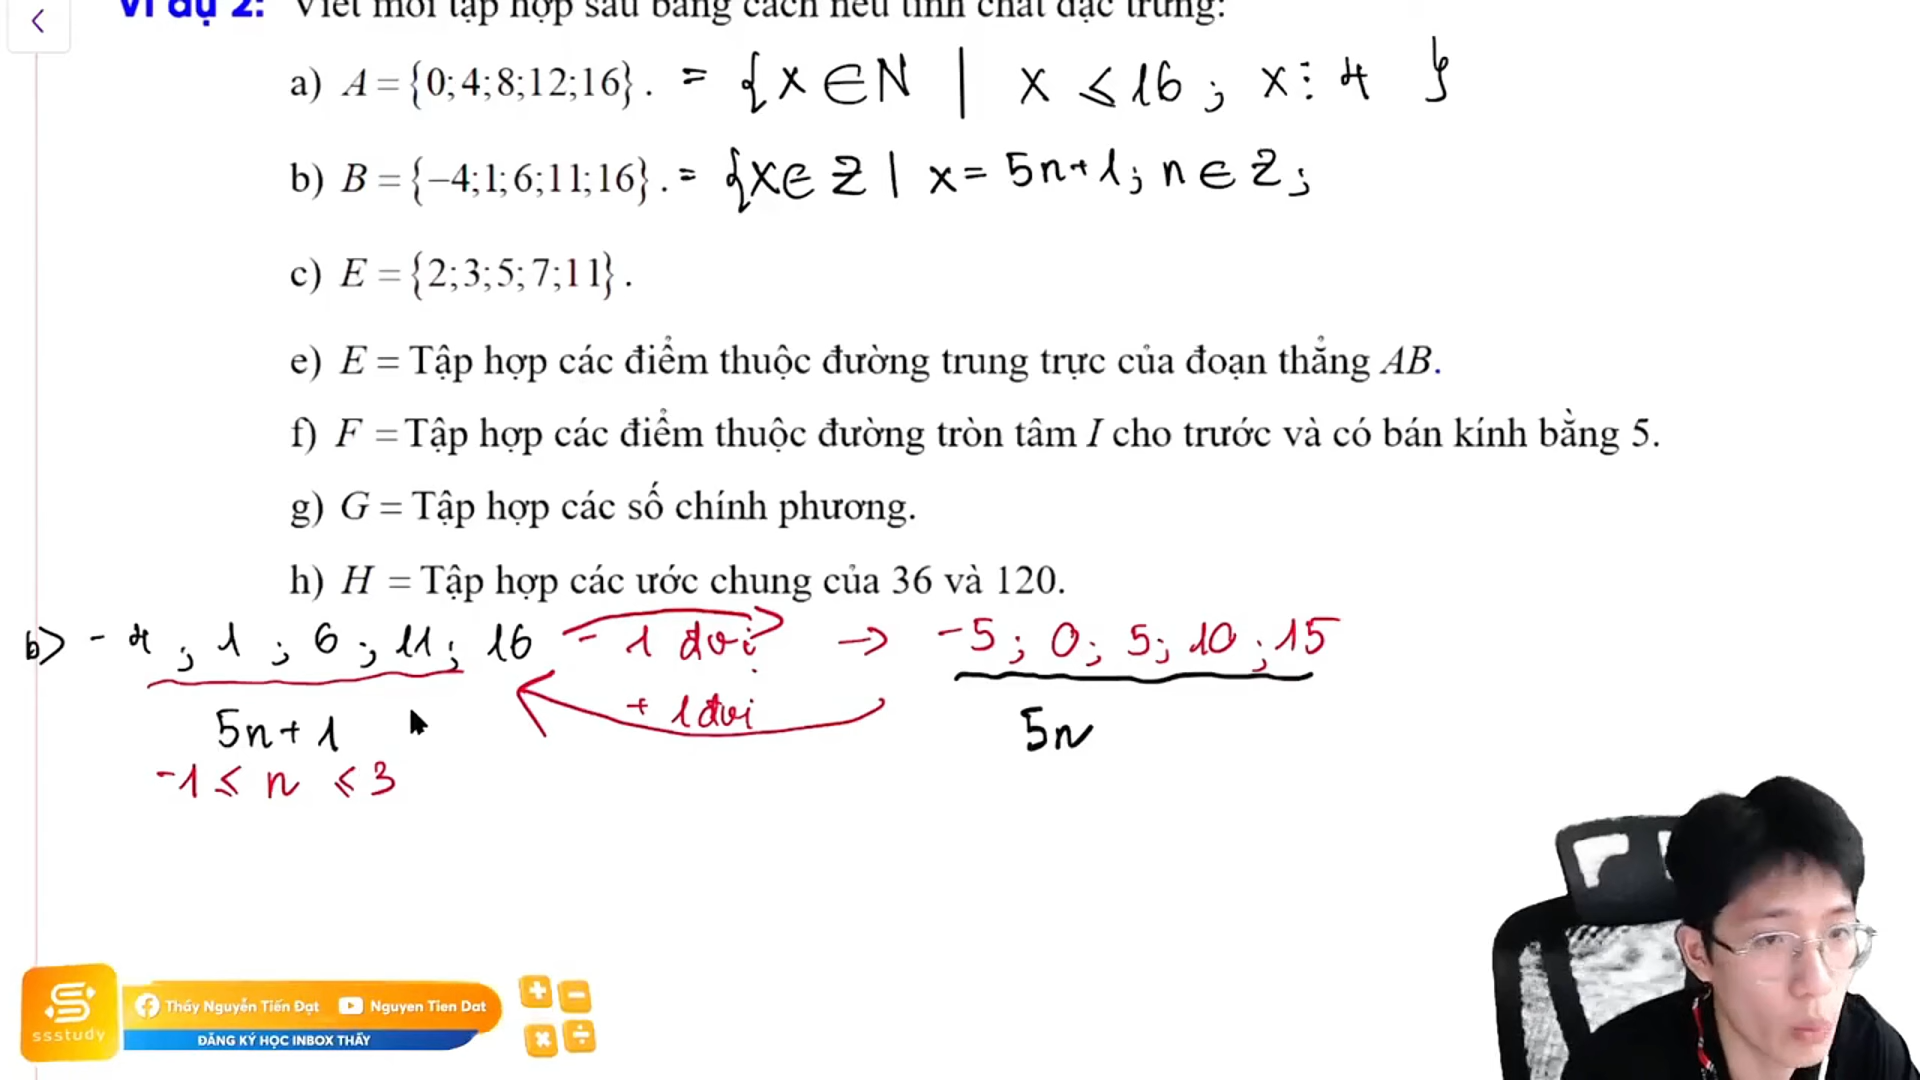 Ví dụ 2: Viết mỗi tập hợp sau bằng cách nêu tính chất đặc trưng:
a) A = {0;4;8;12;16}. = {x ∈ N | x ≤ 16 ; x ⋮ 4 }
b) B = {−4;1;6;11;16}. = {x ∈ Z | x = 5n+1; n ∈ Z;
c) E = {2;3;5;7;11}.
e) E = Tập hợp các điểm thuộc đường trung trực của đoạn thẳng AB.
f) F = Tập hợp các điểm thuộc đường tròn tâm I cho trước và có bán kính bằng 5.
g) G = Tập hợp các số chính phương.
h) H = Tập hợp các ước chung của 36 và 120.
b> -4 ; 1 ; 6 ; 11 ; 16 - 1 đvi → -5; 0; 5; 10; 15
+ 1 đvi
5n+1 5n
-1 ≤ n ≤ 3
ssstudy
Thầy Nguyễn Tiến Đạt Nguyen Tien Dat
ĐĂNG KÝ HỌC INBOX THẦY